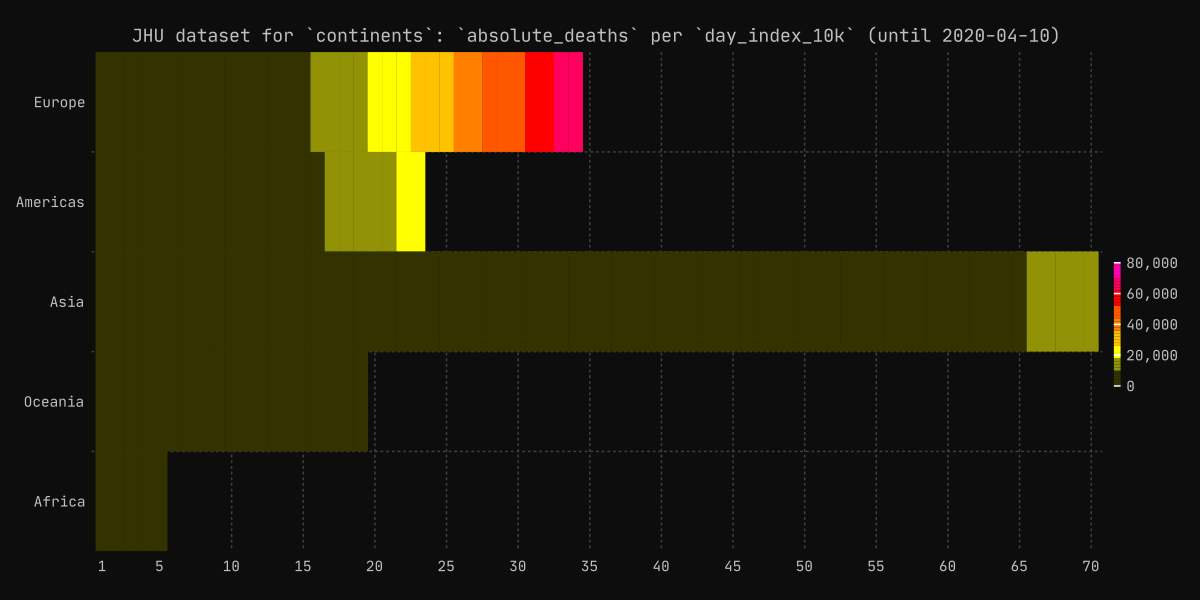 JHU dataset for `continents`: `absolute_deaths` per `day_index_10k` (until 2020-04-10)
Europe
Americas
Asia
Oceania
Africa
80,000
60,000
40,000
20,000
0
1 5 10 15 20 25 30 35 40 45 50 55 60 65 70